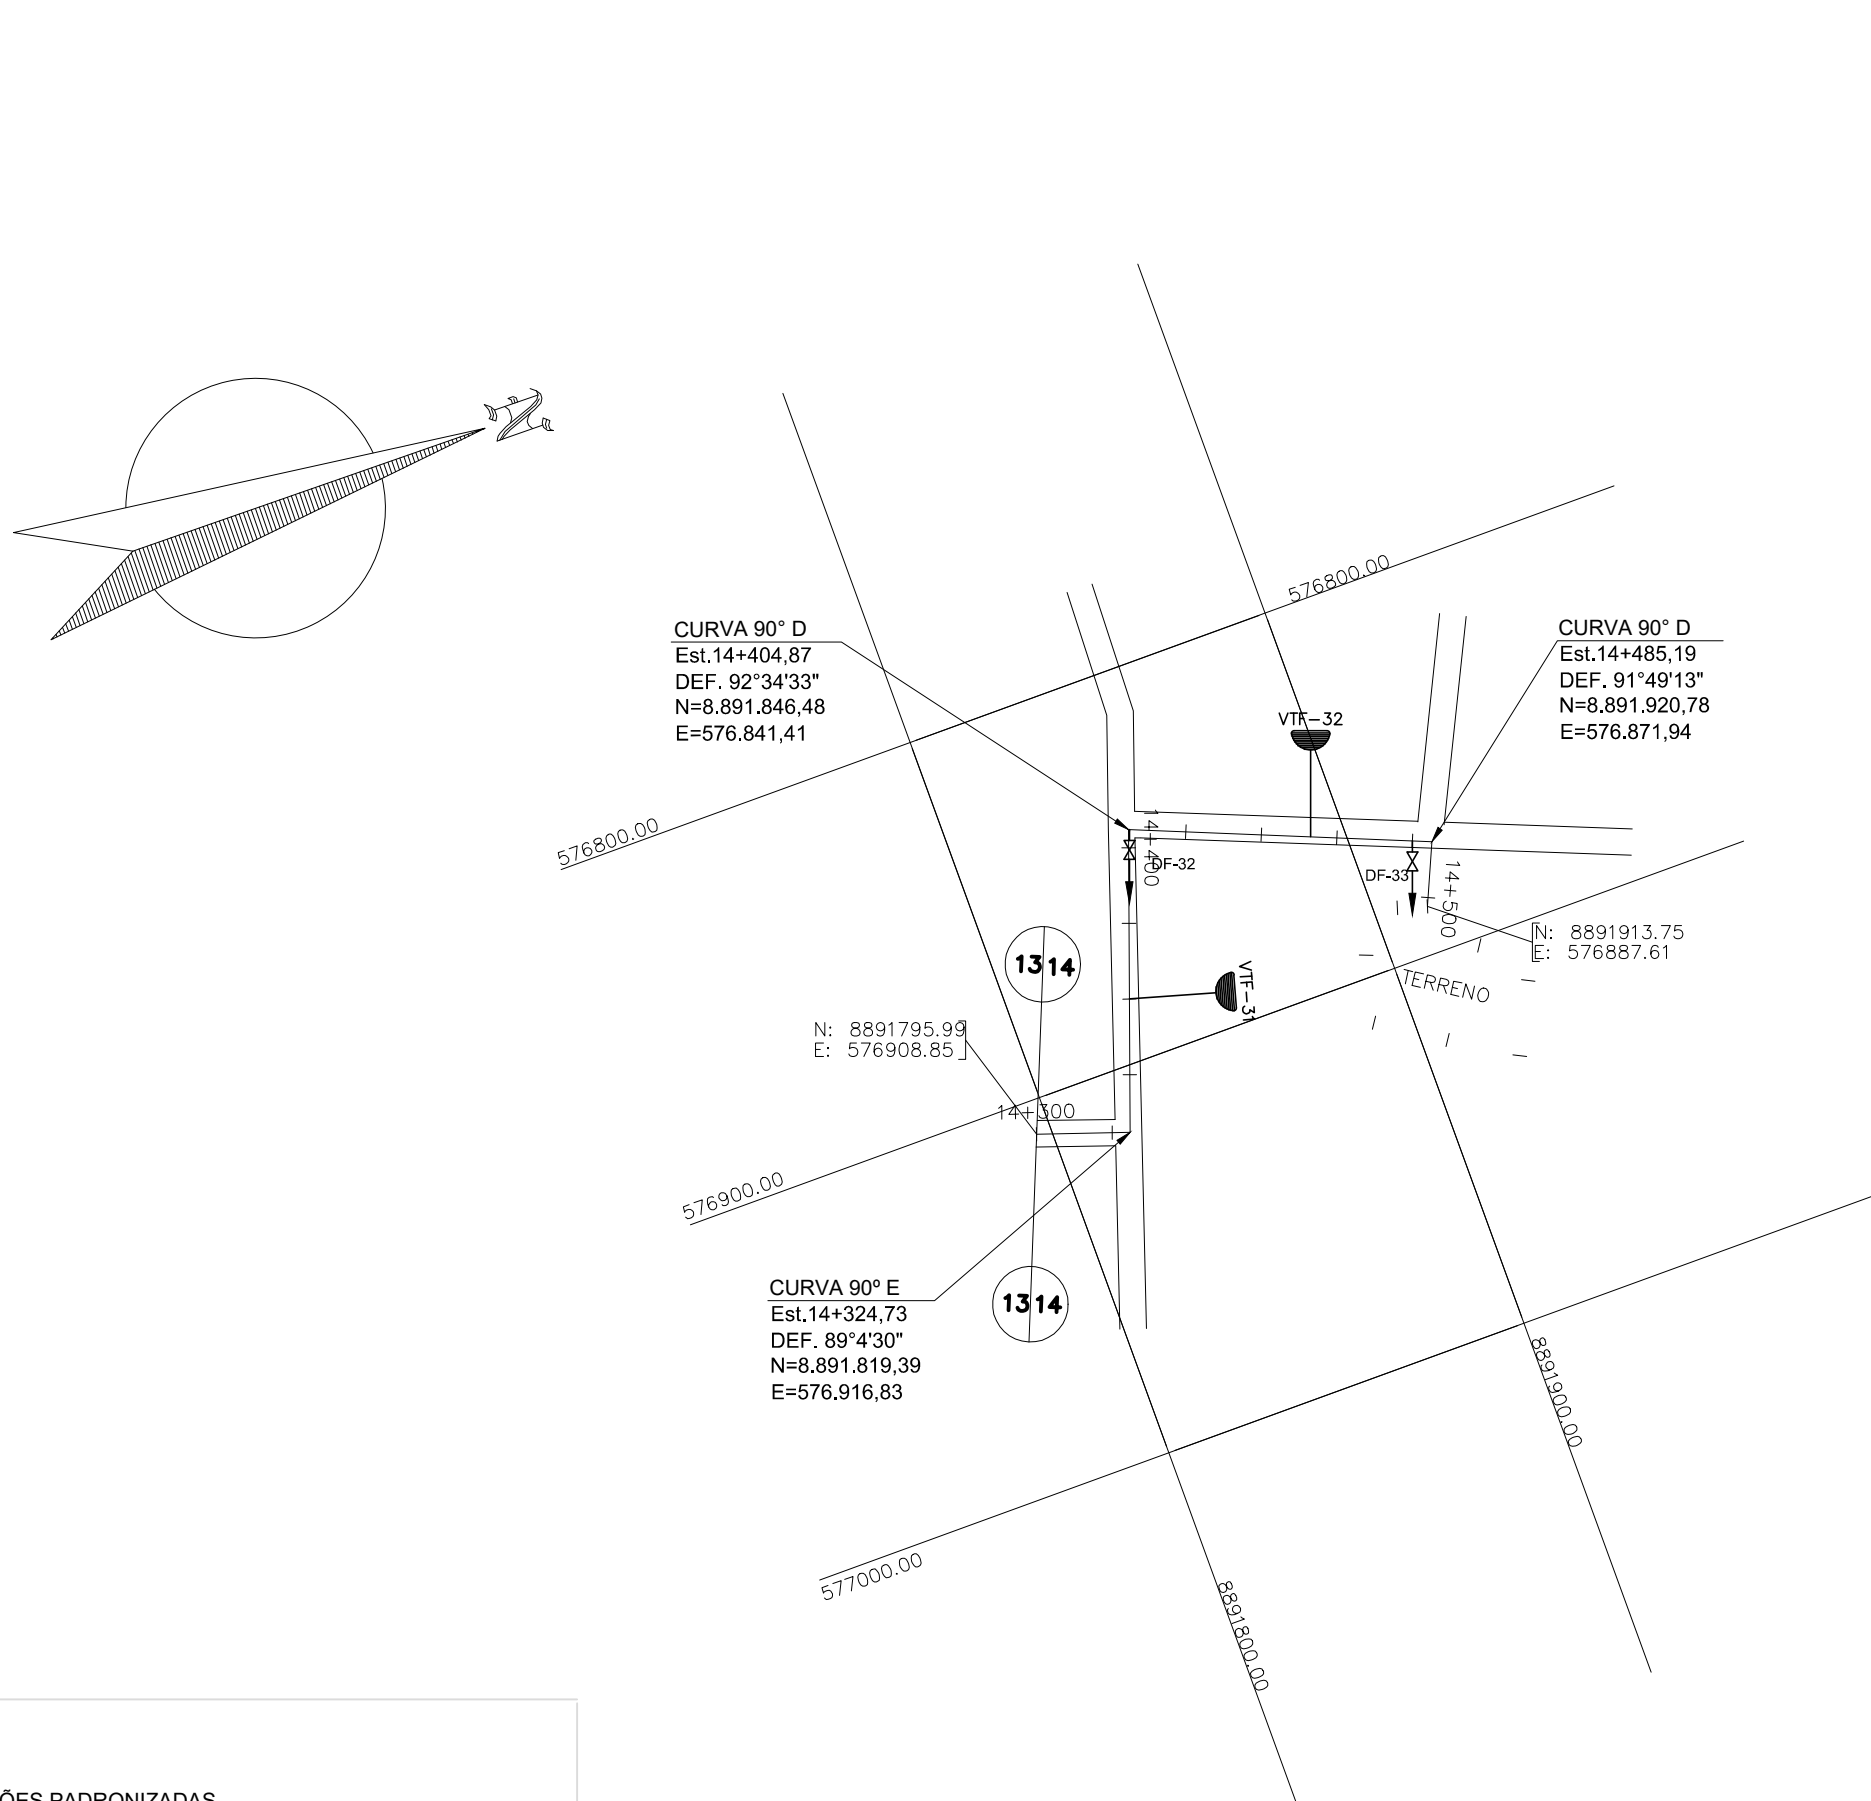 N
576800.00
CURVA 90° D
Est.14+404,87
DEF. 92°34'33"
N=8.891.846,48
E=576.841,41
CURVA 90° D
Est.14+485,19
DEF. 91°49'13"
N=8.891.920,78
E=576.871,94
VTF-32
576800.00
14+400
DF-32
DF-33
14+500
N: 8891913.75
E: 576887.61
13 14
VTF-31
TERRENO
N: 8891795.99
E: 576908.85
14+300
576900.00
CURVA 90º E
Est.14+324,73
DEF. 89°4'30"
N=8.891.819,39
E=576.916,83
13 14
8891900.00
577000.00
8891800.00
ÕES PADRONIZADAS